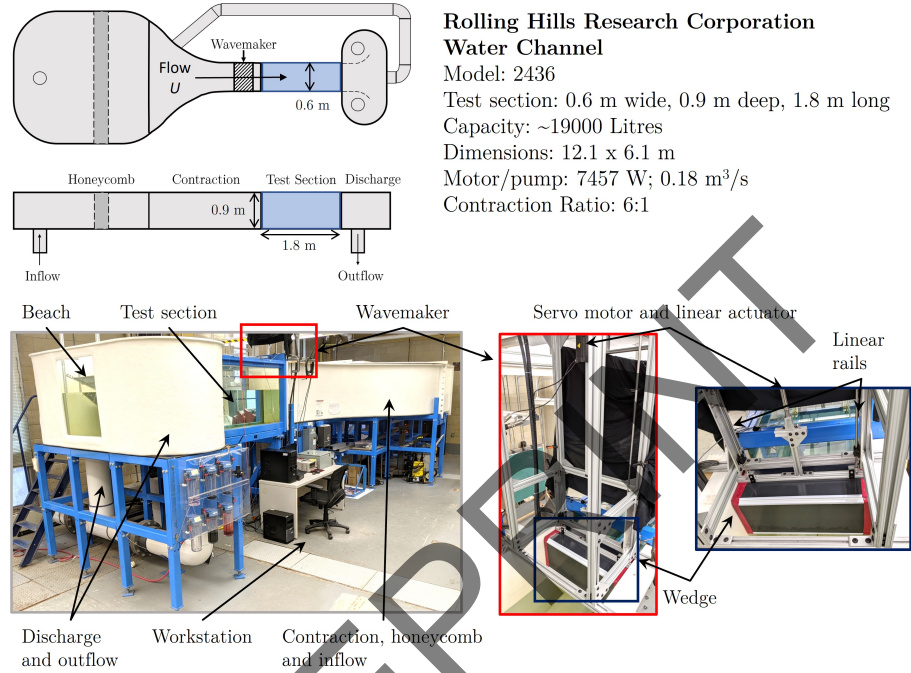 Rolling Hills Research Corporation
Water Channel
Model: 2436
Test section: 0.6 m wide, 0.9 m deep, 1.8 m long
Capacity: ~19000 Litres
Dimensions: 12.1 x 6.1 m
Motor/pump: 7457 W; 0.18 m³/s
Contraction Ratio: 6:1
Wavemaker
Flow
U
0.6 m
Honeycomb
Contraction
Test Section
Discharge
0.9 m
1.8 m
Inflow
Outflow
Beach
Test section
Wavemaker
Servo motor and linear actuator
Linear
rails
Wedge
Discharge
and outflow
Workstation
Contraction, honeycomb
and inflow